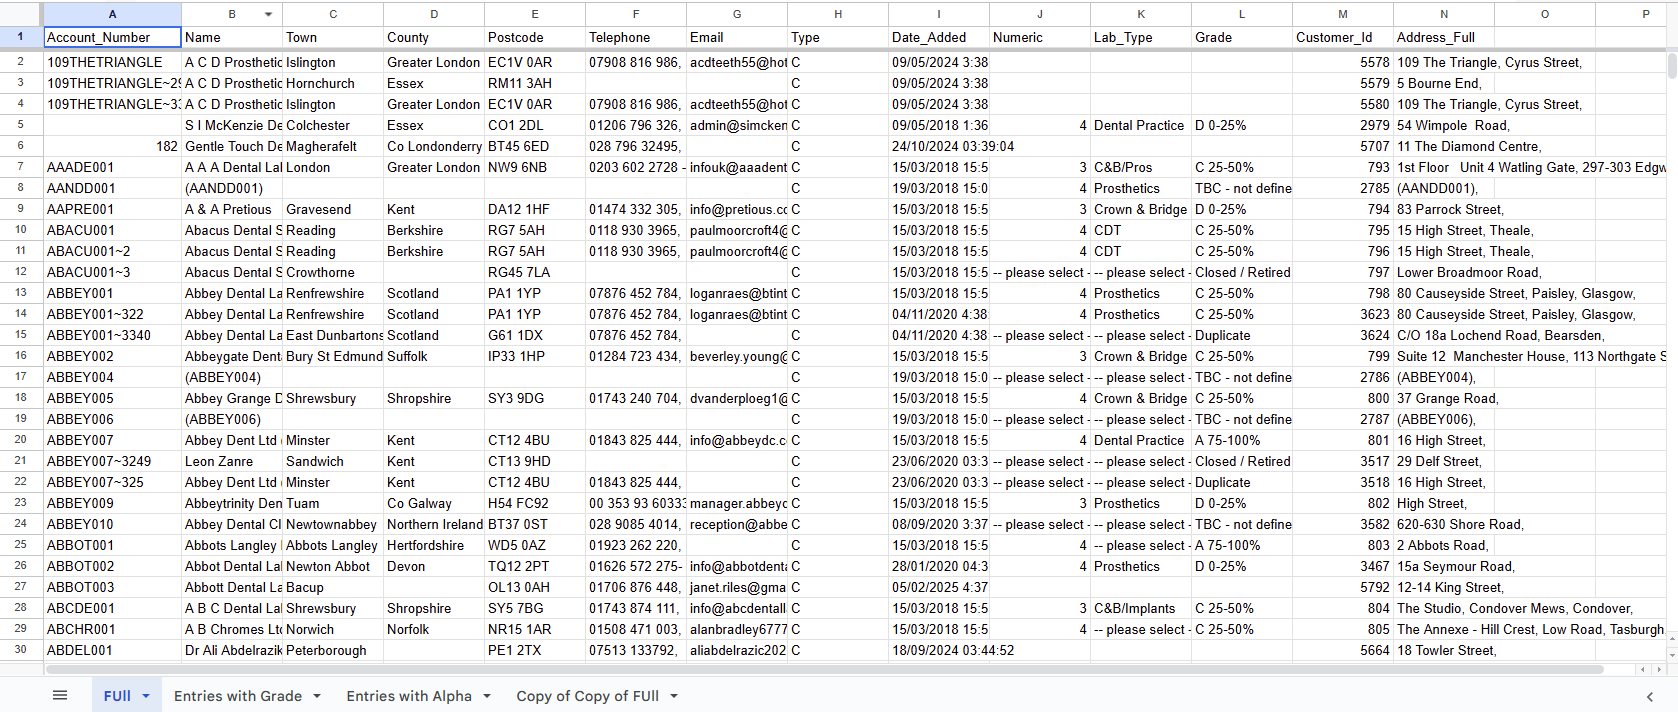 A B C D E F G H I J K L M N O P
1 Account_Number Name Town County Postcode Telephone Email Type Date_Added Numeric Lab_Type Grade Customer_Id Address_Full
2 109THETRIANGLE A C D Prosthetic Islington Greater London EC1V 0AR 07908 816 986, acdteeth55@hot C 09/05/2024 3:38 5578 109 The Triangle, Cyrus Street,
3 109THETRIANGLE~29 A C D Prosthetic Hornchurch Essex RM11 3AH C 09/05/2024 3:38 5579 5 Bourne End,
4 109THETRIANGLE~33 A C D Prosthetic Islington Greater London EC1V 0AR 07908 816 986, acdteeth55@hot C 09/05/2024 3:38 5580 109 The Triangle, Cyrus Street,
5 S I McKenzie De Colchester Essex CO1 2DL 01206 796 326, admin@simcken C 09/05/2018 1:36 4 Dental Practice D 0-25% 2979 54 Wimpole Road,
6 182 Gentle Touch De Magherafelt Co Londonderry BT45 6ED 028 796 32495, C 24/10/2024 03:39:04 5707 11 The Diamond Centre,
7 AAADE001 A A A Dental Lal London Greater London NW9 6NB 0203 602 2728 - infouk@aaadent C 15/03/2018 15:5 3 C&B/Pros C 25-50% 793 1st Floor Unit 4 Watling Gate, 297-303 Edgw
8 AANDD001 (AANDD001) C 19/03/2018 15:0 4 Prosthetics TBC - not define 2785 (AANDD001),
9 AAPRE001 A & A Pretious Gravesend Kent DA12 1HF 01474 332 305, info@pretious.cc C 15/03/2018 15:5 3 Crown & Bridge D 0-25% 794 83 Parrock Street,
10 ABACU001 Abacus Dental S Reading Berkshire RG7 5AH 0118 930 3965, paulmoorcroft4@ C 15/03/2018 15:5 4 CDT C 25-50% 795 15 High Street, Theale,
11 ABACU001~2 Abacus Dental S Reading Berkshire RG7 5AH 0118 930 3965, paulmoorcroft4@ C 15/03/2018 15:5 4 CDT C 25-50% 796 15 High Street, Theale,
12 ABACU001~3 Abacus Dental S Crowthorne RG45 7LA C 15/03/2018 15:5 -- please select - -- please select - Closed / Retired 797 Lower Broadmoor Road,
13 ABBEY001 Abbey Dental La Renfrewshire Scotland PA1 1YP 07876 452 784, loganraes@btint C 15/03/2018 15:5 4 Prosthetics C 25-50% 798 80 Causeyside Street, Paisley, Glasgow,
14 ABBEY001~322 Abbey Dental La Renfrewshire Scotland PA1 1YP 07876 452 784, loganraes@btint C 04/11/2020 4:38 4 Prosthetics C 25-50% 3623 80 Causeyside Street, Paisley, Glasgow,
15 ABBEY001~3340 Abbey Dental La East Dunbartons Scotland G61 1DX 07876 452 784, C 04/11/2020 4:38 -- please select - -- please select - Duplicate 3624 C/O 18a Lochend Road, Bearsden,
16 ABBEY002 Abbeygate Dent Bury St Edmund Suffolk IP33 1HP 01284 723 434, beverley.young@ C 15/03/2018 15:5 3 Crown & Bridge C 25-50% 799 Suite 12 Manchester House, 113 Northgate S
17 ABBEY004 (ABBEY004) C 19/03/2018 15:0 -- please select - -- please select - TBC - not define 2786 (ABBEY004),
18 ABBEY005 Abbey Grange D Shrewsbury Shropshire SY3 9DG 01743 240 704, dvanderploeg1@ C 15/03/2018 15:5 4 Crown & Bridge C 25-50% 800 37 Grange Road,
19 ABBEY006 (ABBEY006) C 19/03/2018 15:0 -- please select - -- please select - TBC - not define 2787 (ABBEY006),
20 ABBEY007 Abbey Dent Ltd Minster Kent CT12 4BU 01843 825 444, info@abbeydc.c C 15/03/2018 15:5 4 Dental Practice A 75-100% 801 16 High Street,
21 ABBEY007~3249 Leon Zanre Sandwich Kent CT13 9HD C 23/06/2020 03:3 -- please select - -- please select - Closed / Retired 3517 29 Delf Street,
22 ABBEY007~325 Abbey Dent Ltd Minster Kent CT12 4BU 01843 825 444, C 23/06/2020 03:3 -- please select - -- please select - Duplicate 3518 16 High Street,
23 ABBEY009 Abbeytrinity Den Tuam Co Galway H54 FC92 00 353 93 60333 manager.abbeyc C 15/03/2018 15:5 3 Prosthetics D 0-25% 802 High Street,
24 ABBEY010 Abbey Dental Cl Newtownabbey Northern Ireland BT37 0ST 028 9085 4014, reception@abbe C 08/09/2020 3:37 -- please select - -- please select - TBC - not define 3582 620-630 Shore Road,
25 ABBOT001 Abbots Langley Abbots Langley Hertfordshire WD5 0AZ 01923 262 220, C 15/03/2018 15:5 4 -- please select - A 75-100% 803 2 Abbots Road,
26 ABBOT002 Abbot Dental La Newton Abbot Devon TQ12 2PT 01626 572 275- info@abbotdenta C 28/01/2020 04:3 4 Prosthetics D 0-25% 3467 15a Seymour Road,
27 ABBOT003 Abbott Dental La Bacup OL13 0AH 01706 876 448, janet.riles@gma C 05/02/2025 4:37 5792 12-14 King Street,
28 ABCDE001 A B C Dental La Shrewsbury Shropshire SY5 7BG 01743 874 111, info@abcdentall C 15/03/2018 15:5 3 C&B/Implants C 25-50% 804 The Studio, Condover Mews, Condover,
29 ABCHR001 A B Chromes Ltd Norwich Norfolk NR15 1AR 01508 471 003, alanbradley6777 C 15/03/2018 15:5 4 -- please select - C 25-50% 805 The Annexe - Hill Crest, Low Road, Tasburgh
30 ABDEL001 Dr Ali Abdelrazik Peterborough PE1 2TX 07513 133792, aliabdelrazic202 C 18/09/2024 03:44:52 5664 18 Towler Street,
FUll Entries with Grade Entries with Alpha Copy of Copy of FUll